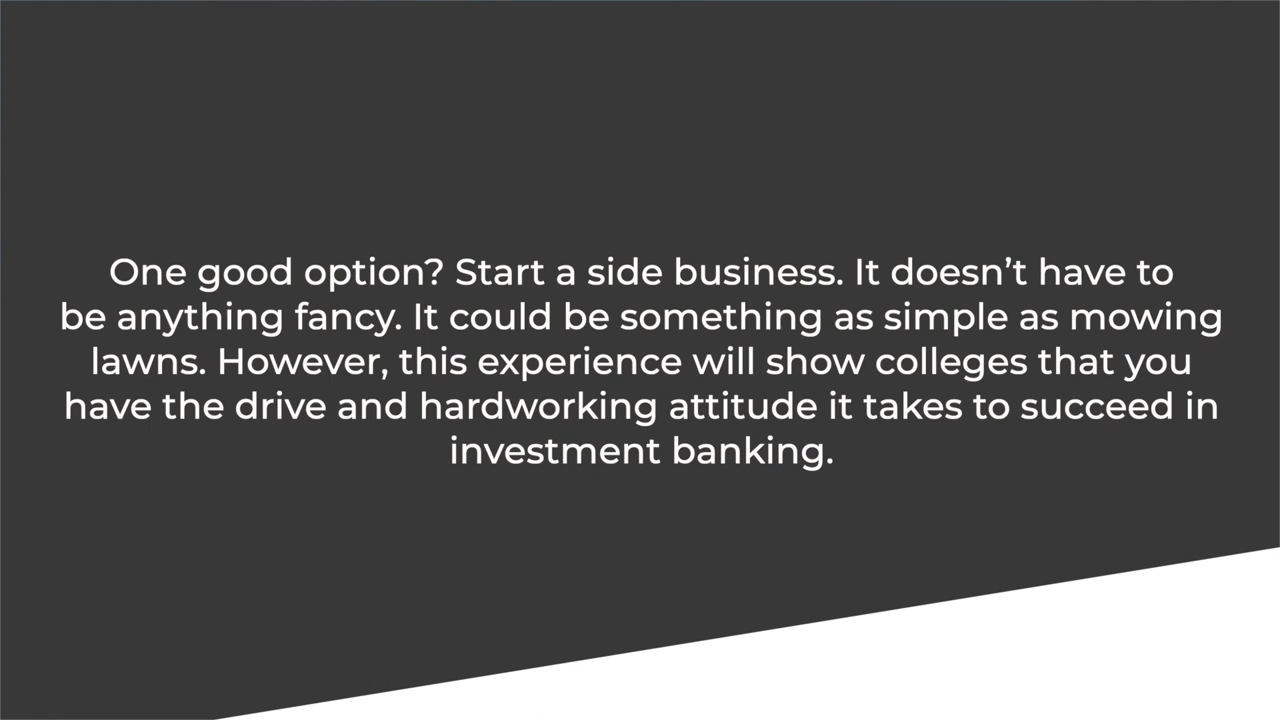 One good option? Start a side business. It doesn’t have to
be anything fancy. It could be something as simple as mowing
lawns. However, this experience will show colleges that you
have the drive and hardworking attitude it takes to succeed in
investment banking.